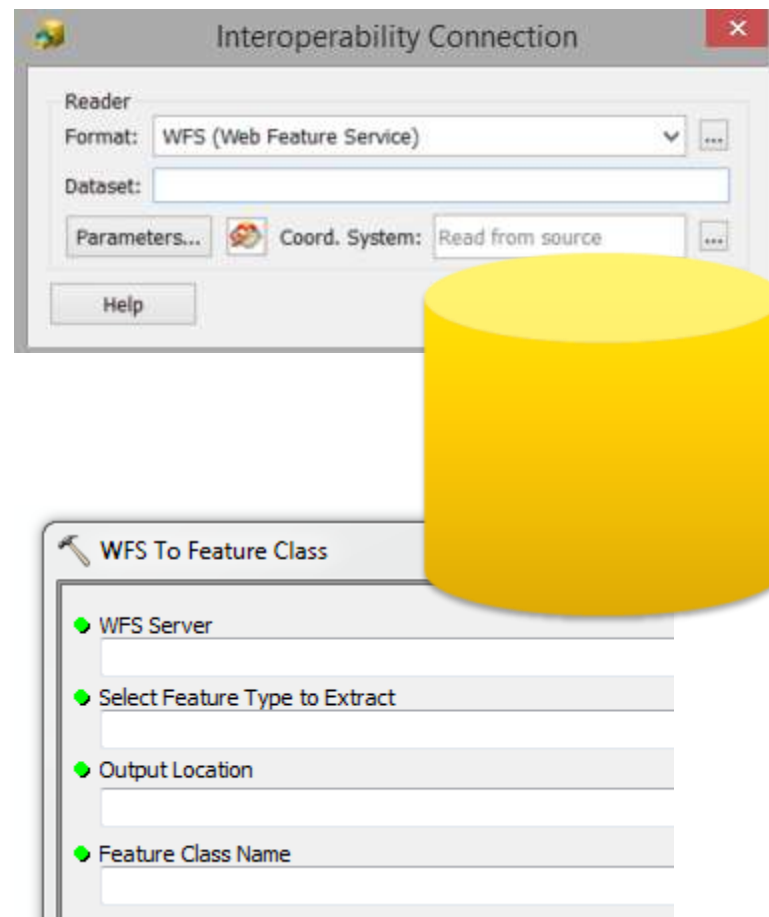 Interoperability Connection
Reader
Format: WFS (Web Feature Service) ...
Dataset:
Parameters... Coord. System: Read from source ...
Help
WFS To Feature Class
WFS Server
Select Feature Type to Extract
Output Location
Feature Class Name